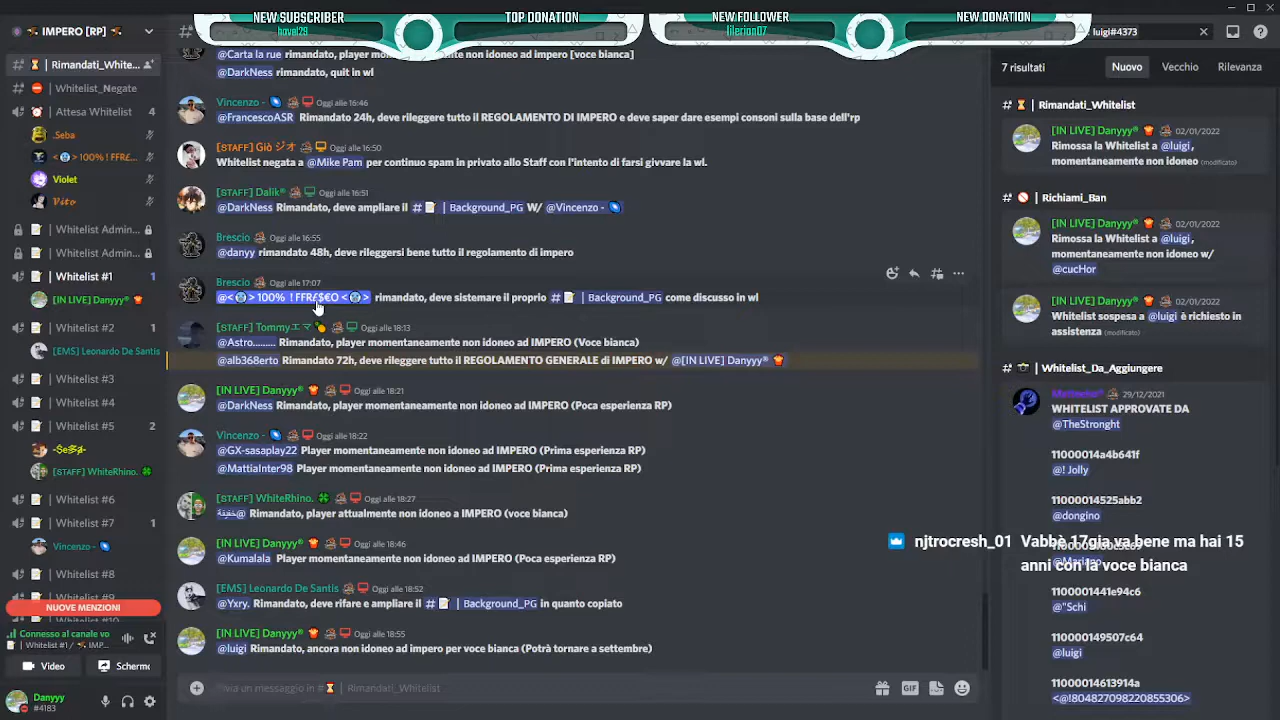 NEW SUBSCRIBER
hovel29
TOP DONATION
NEW FOLLOWER
lilerion07
NEW DONATION
IMPERO [RP]
luigi#4373
Rimandati_White...
Whitelist_Negate
Attesa Whitelist 4
.Seba
100% ! FFR£...
Violet
Vito
Whitelist Admin...
Whitelist Admin...
Whitelist #1 1
[IN LIVE] Danyyy®
Whitelist #2 1
[EMS] Leonardo De Santis
Whitelist #3
Whitelist #4
Whitelist #5 2
[STAFF] WhiteRhino.
Whitelist #6
Whitelist #7 1
Vincenzo -
Whitelist #8
Whitelist #9
NUOVE MENZIONI
Connesso al canale vo
Whitelist #1 / IMP...
Video
Scherm
Danyyy
#4183
@Carta la rue rimandato, player momentaneamente non idoneo ad impero [voce bianca]
@DarkNess rimandato, quit in wl
Vincenzo - Oggi alle 16:46
@FrancescoASR Rimandato 24h, deve rileggere tutto il REGOLAMENTO DI IMPERO e deve saper dare esempi consoni sulla base dell'rp
[STAFF] Giò ジオ Oggi alle 16:50
Whitelist negata a @Mike Pam per continuo spam in privato allo Staff con l'intento di farsi givvare la wl.
[STAFF] Dalik® Oggi alle 16:51
@DarkNess Rimandato, deve ampliare il # | Background_PG W/ @Vincenzo -
Brescio Oggi alle 16:55
@danyy rimandato 48h, deve rileggersi bene tutto il regolamento di impero
Brescio Oggi alle 17:07
@< > 100% ! FFR£$€O < > rimandato, deve sistemare il proprio # | Background_PG come discusso in wl
[STAFF] Tommyエマ Oggi alle 18:13
@Astro......... Rimandato, player momentaneamente non idoneo ad IMPERO (Voce bianca)
@alb368erto Rimandato 72h, deve rileggere tutto il REGOLAMENTO GENERALE di IMPERO w/ @[IN LIVE] Danyyy®
[IN LIVE] Danyyy® Oggi alle 18:21
@DarkNess Rimandato, player momentaneamente non idoneo ad IMPERO (Poca esperienza RP)
Vincenzo - Oggi alle 18:22
@GX-sasaplay22 Player momentaneamente non idoneo ad IMPERO (Prima esperienza RP)
@MattiaInter98 Player momentaneamente non idoneo ad IMPERO (Prima esperienza RP)
[STAFF] WhiteRhino. Oggi alle 18:27
Rimandato, player attualmente non idoneo a IMPERO (voce bianca)
[IN LIVE] Danyyy® Oggi alle 18:46
@Kumalala Player momentaneamente non idoneo ad IMPERO (Poca esperienza RP)
[EMS] Leonardo De Santis Oggi alle 18:52
@Yxry. Rimandato, deve rifare e ampliare il # | Background_PG in quanto copiato
[IN LIVE] Danyyy® Oggi alle 18:55
@luigi Rimandato, ancora non idoneo ad impero per voce bianca (Potrà tornare a settembre)
Invia un messaggio in # | Rimandati_Whitelist
GIF
7 risultati
Nuovo
Vecchio
Rilevanza
# | Rimandati_Whitelist
[IN LIVE] Danyyy® 02/01/2022
Rimossa la Whitelist a @luigi,
momentaneamente non idoneo (modificato)
# | Richiami_Ban
[IN LIVE] Danyyy® 02/01/2022
Rimossa la Whitelist a @luigi,
momentaneamente non idoneo w/
@cucHor
[IN LIVE] Danyyy® 02/01/2022
Whitelist sospesa a @luigi è richiesto in
assistenza (modificato)
# | Whitelist_Da_Aggiungere
29/12/2021
WHITELIST APPROVATE DA
@TheStronght
110000014a4b641f
@! Jolly
11000014525abb2
@dongino
njtrocresh_01 Vabbè 17gia va bene ma hai 15
anni con la voce bianca
11000001441e94c6
@"Schi
110000149507c64
@luigi
11000014613914a
<@!804827098220855306>